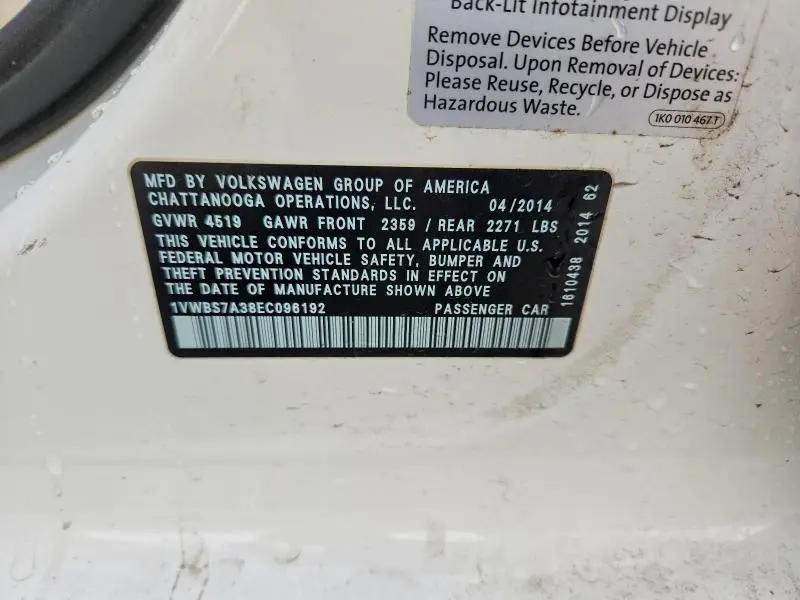 Back-Lit Infotainment Display
Remove Devices Before Vehicle
Disposal. Upon Removal of Devices:
Please Reuse, Recycle, or Dispose as
Hazardous Waste.
1K0 010 467 T
MFD BY VOLKSWAGEN GROUP OF AMERICA
CHATTANOOGA OPERATIONS, LLC. 04/2014
GVWR 4519 GAWR FRONT 2359 / REAR 2271 LBS
THIS VEHICLE CONFORMS TO ALL APPLICABLE U.S.
FEDERAL MOTOR VEHICLE SAFETY, BUMPER AND
THEFT PREVENTION STANDARDS IN EFFECT ON
THE DATE OF MANUFACTURE SHOWN ABOVE
1VWBS7A38EC096192 PASSENGER CAR
1610438 2014 62